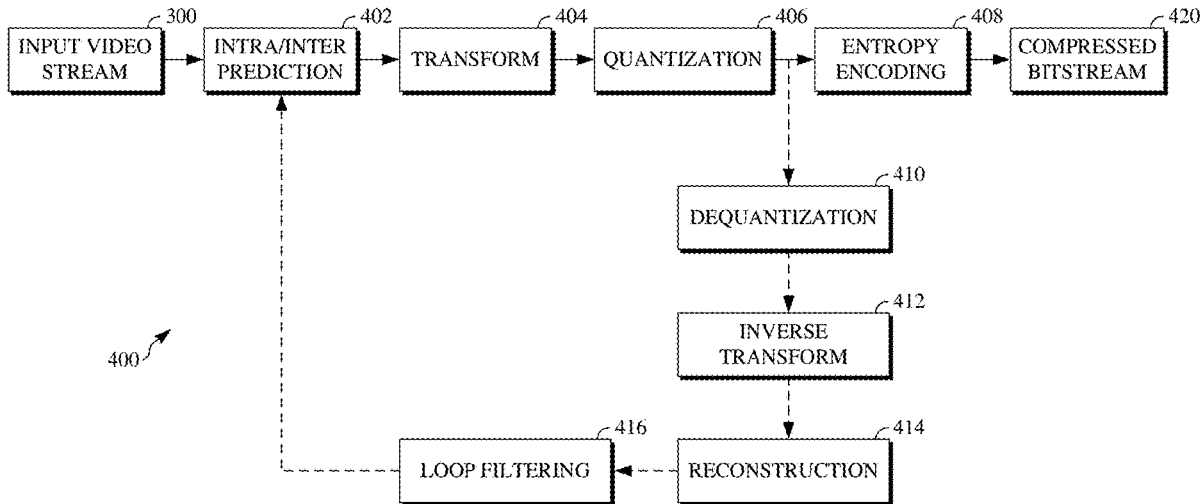 300
402
404
406
408
420
INPUT VIDEO
STREAM
INTRA/INTER
PREDICTION
TRANSFORM
QUANTIZATION
ENTROPY
ENCODING
COMPRESSED
BITSTREAM
410
DEQUANTIZATION
412
INVERSE
TRANSFORM
400
416
414
LOOP FILTERING
RECONSTRUCTION